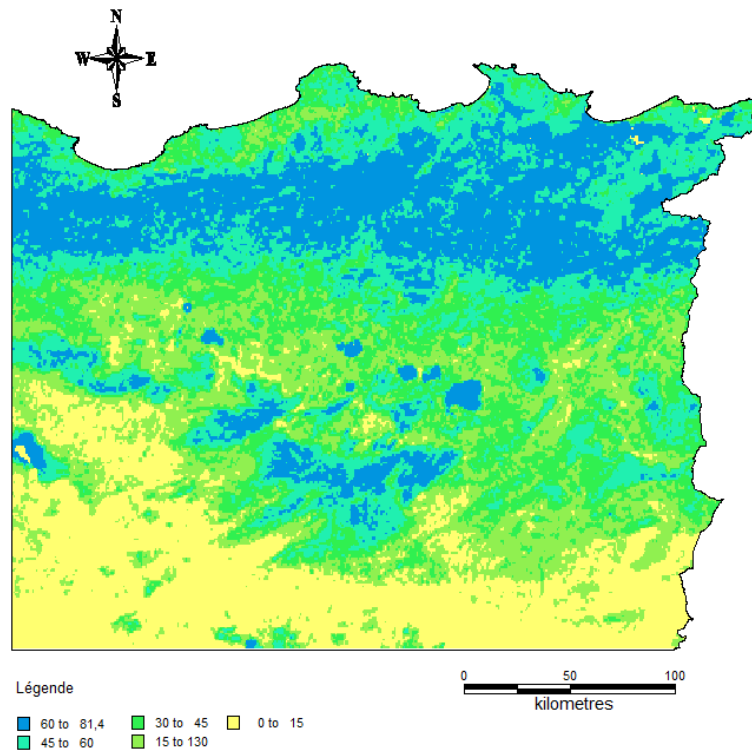 N
W E
S
Légende
60 to 81,4
45 to 60
30 to 45
15 to 130
0 to 15
0 50 100
kilometres